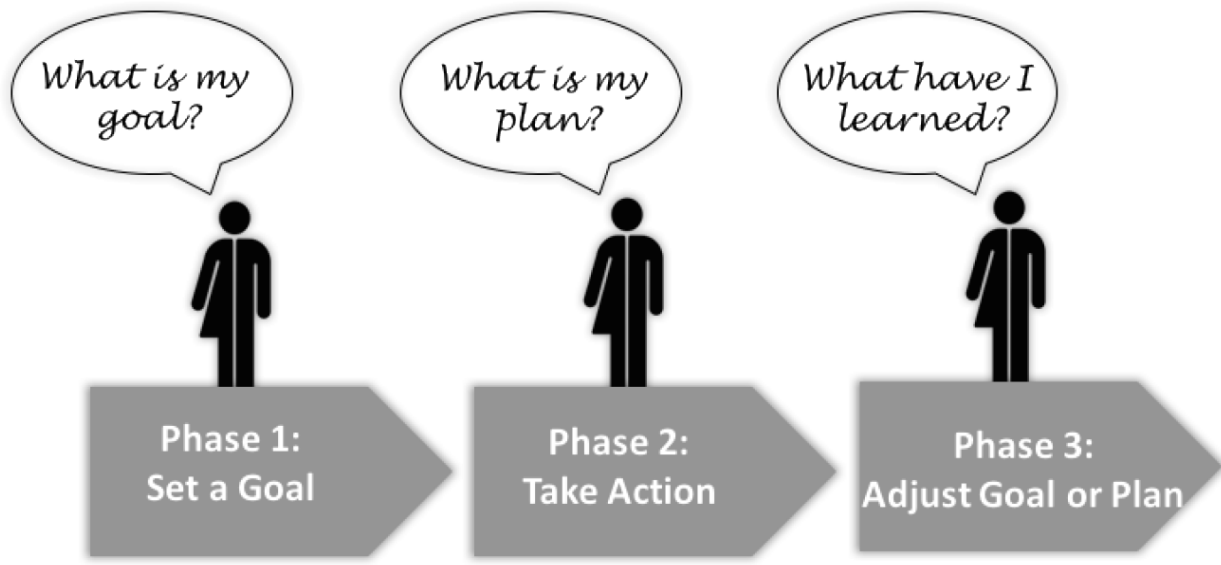 What is my
goal?
What is my
plan?
What have I
learned?
Phase 1:
Set a Goal
Phase 2:
Take Action
Phase 3:
Adjust Goal or Plan